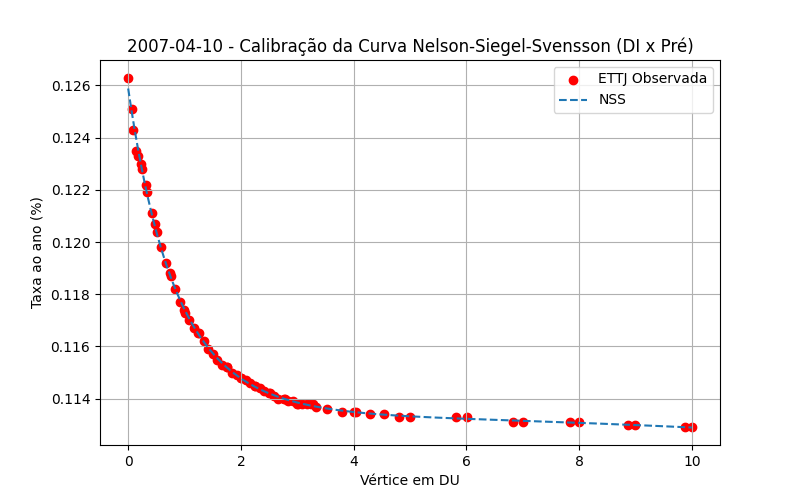 2007-04-10 - Calibração da Curva Nelson-Siegel-Svensson (DI x Pré)
ETTJ Observada
NSS
Taxa ao ano (%)
0.126
0.124
0.122
0.120
0.118
0.116
0.114
0 2 4 6 8 10
Vértice em DU